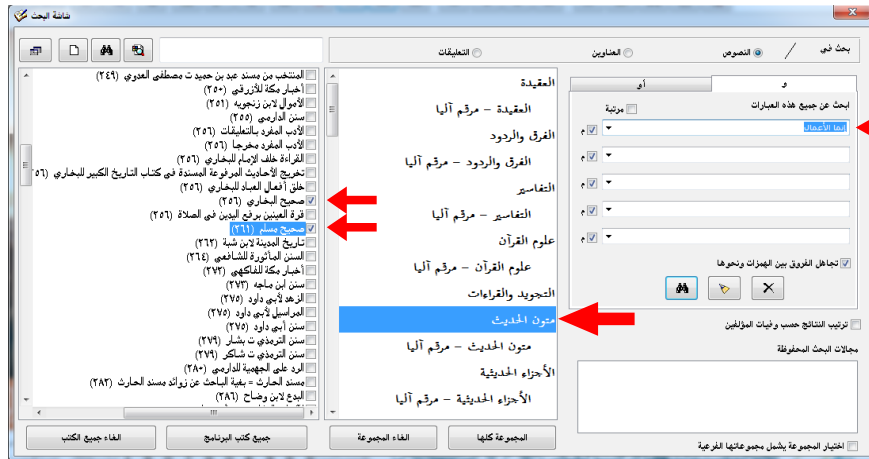 شاشة البحث
بحث في
النصوص
العناوين
التعليقات
و
أو
ابحث عن جميع هذه العبارات
مرتبة
إنما الأعمال
م
م
م
م
م
تجاهل الفروق بين الهمزات ونحوها
ترتيب النتائج حسب وفيات المؤلفين
مجالات البحث المحفوظة
اختيار المجموعة يشمل مجموعاتها الفرعية
العقيدة
العقيدة - مرقم آليا
الفرق والردود
الفرق والردود - مرقم آليا
التفاسير
التفاسير - مرقم آليا
علوم القرآن
علوم القرآن - مرقم آليا
التجويد والقراءات
متون الحديث
متون الحديث - مرقم آليا
الأجزاء الحديثية
الأجزاء الحديثية - مرقم آليا
المجموعة كلها
الغاء المجموعة
المنتخب من مسند عبد بن حميد ت مصطفى العدوي (٢٤٩)
أخبار مكة للأزرقي (٢٥٠)
الأموال لابن زنجويه (٢٥١)
سنن الدارمي (٢٥٥)
الأدب المفرد بالتعليقات (٢٥٦)
الأدب المفرد مخرجا (٢٥٦)
القراءة خلف الإمام للبخاري (٢٥٦)
تخريج الأحاديث المرفوعة المسندة في كتاب التاريخ الكبير للبخاري (٢٥٦
خلق أفعال العباد للبخاري (٢٥٦)
صحيح البخاري (٢٥٦)
قرة العينين برفع اليدين في الصلاة (٢٥٦)
صحيح مسلم (٢٦١)
تاريخ المدينة لابن شبة (٢٦٢)
السنن المأثورة للشافعي (٢٦٤)
أخبار مكة للفاكهي (٢٧٢)
سنن ابن ماجه (٢٧٣)
الزهد لأبي داود (٢٧٥)
المراسيل لأبي داود (٢٧٥)
سنن أبي داود (٢٧٥)
سنن الترمذي ت بشار (٢٧٩)
سنن الترمذي ت شاكر (٢٧٩)
الرد على الجهمية للدارمي (٢٨٠)
مسند الحارث = بغية الباحث عن زوائد مسند الحارث (٢٨٢)
البدع لابن وضاح (٢٨٦)
جميع كتب البرنامج
الغاء جميع الكتب